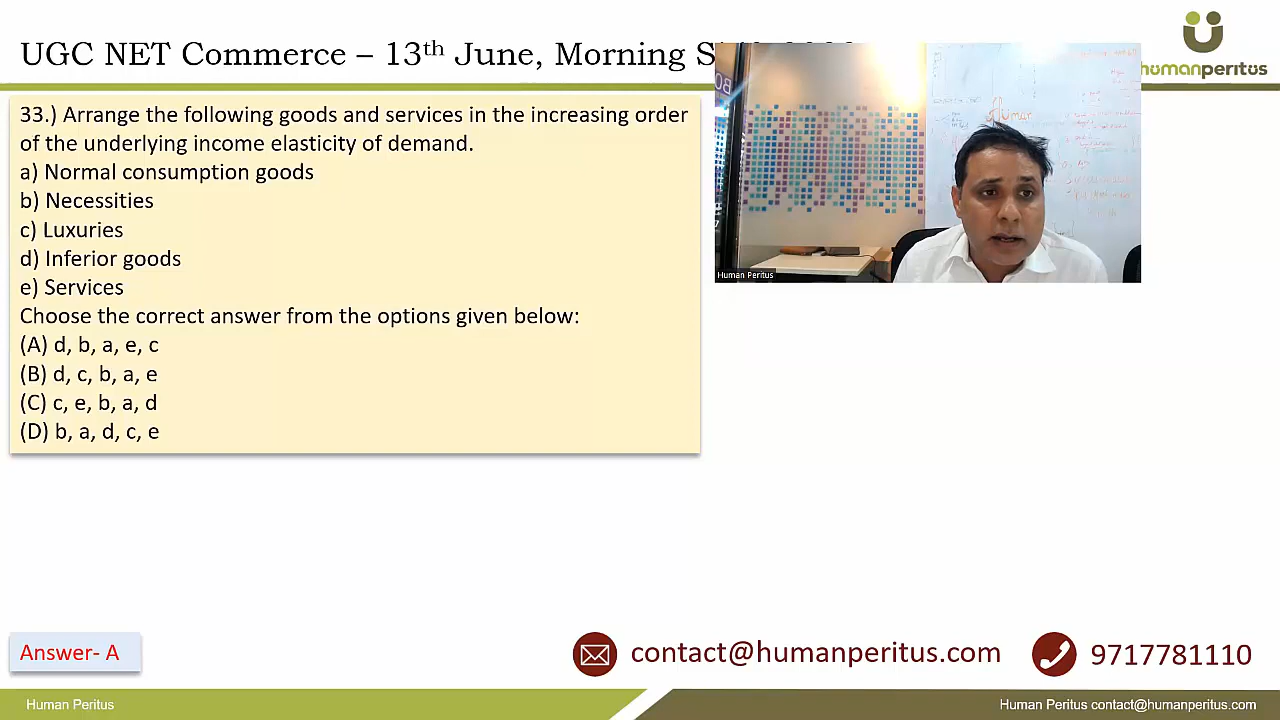 UGC NET Commerce – 13th June, Morning
humanperitus
33.) Arrange the following goods and services in the increasing order
of the underlying income elasticity of demand.
a) Normal consumption goods
b) Necessities
c) Luxuries
d) Inferior goods
e) Services
Choose the correct answer from the options given below:
(A) d, b, a, e, c
(B) d, c, b, a, e
(C) c, e, b, a, d
(D) b, a, d, c, e
Human Peritus
Answer- A
contact@humanperitus.com
9717781110
Human Peritus
Human Peritus contact@humanperitus.com